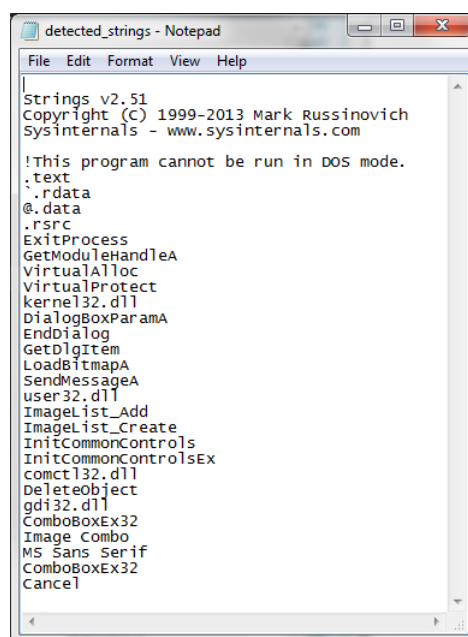 detected_strings - Notepad
File Edit Format View Help
Strings v2.51
Copyright (C) 1999-2013 Mark Russinovich
Sysinternals - www.sysinternals.com
!This program cannot be run in DOS mode.
.text
`.rdata
@.data
.rsrc
ExitProcess
GetModuleHandleA
VirtualAlloc
VirtualProtect
kernel32.dll
DialogBoxParamA
EndDialog
GetDlgItem
LoadBitmapA
SendMessageA
user32.dll
ImageList_Add
ImageList_Create
InitCommonControls
InitCommonControlsEx
comctl32.dll
DeleteObject
gdi32.dll
ComboBoxEx32
Image Combo
MS Sans Serif
ComboBoxEx32
Cancel